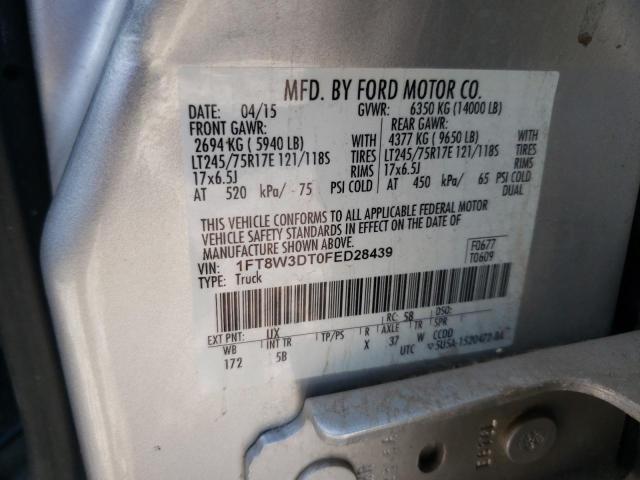 MFD. BY FORD MOTOR CO.
DATE: 04/15 GVWR: 6350 KG (14000 LB)
FRONT GAWR: REAR GAWR:
2694 KG ( 5940 LB) WITH 4377 KG ( 9650 LB) WITH
LT245/75R17E 121/118S TIRES LT245/75R17E 121/118S TIRES
17x6.5J RIMS 17x6.5J RIMS
AT 520 kPa/ 75 PSI COLD AT 450 kPa/ 65 PSI COLD
DUAL
THIS VEHICLE CONFORMS TO ALL APPLICABLE FEDERAL MOTOR
VEHICLE SAFETY STANDARDS IN EFFECT ON THE DATE OF
MANUFACTURE SHOWN ABOVE.
VIN: 1FT8W3DT0FED28439 F0677
TYPE: Truck T0609
RC: 58 DSO:
EXT PNT: UX
WB INT TR TP/PS R AXLE TR SPR
172 5B X 37 W CCDD
UTC